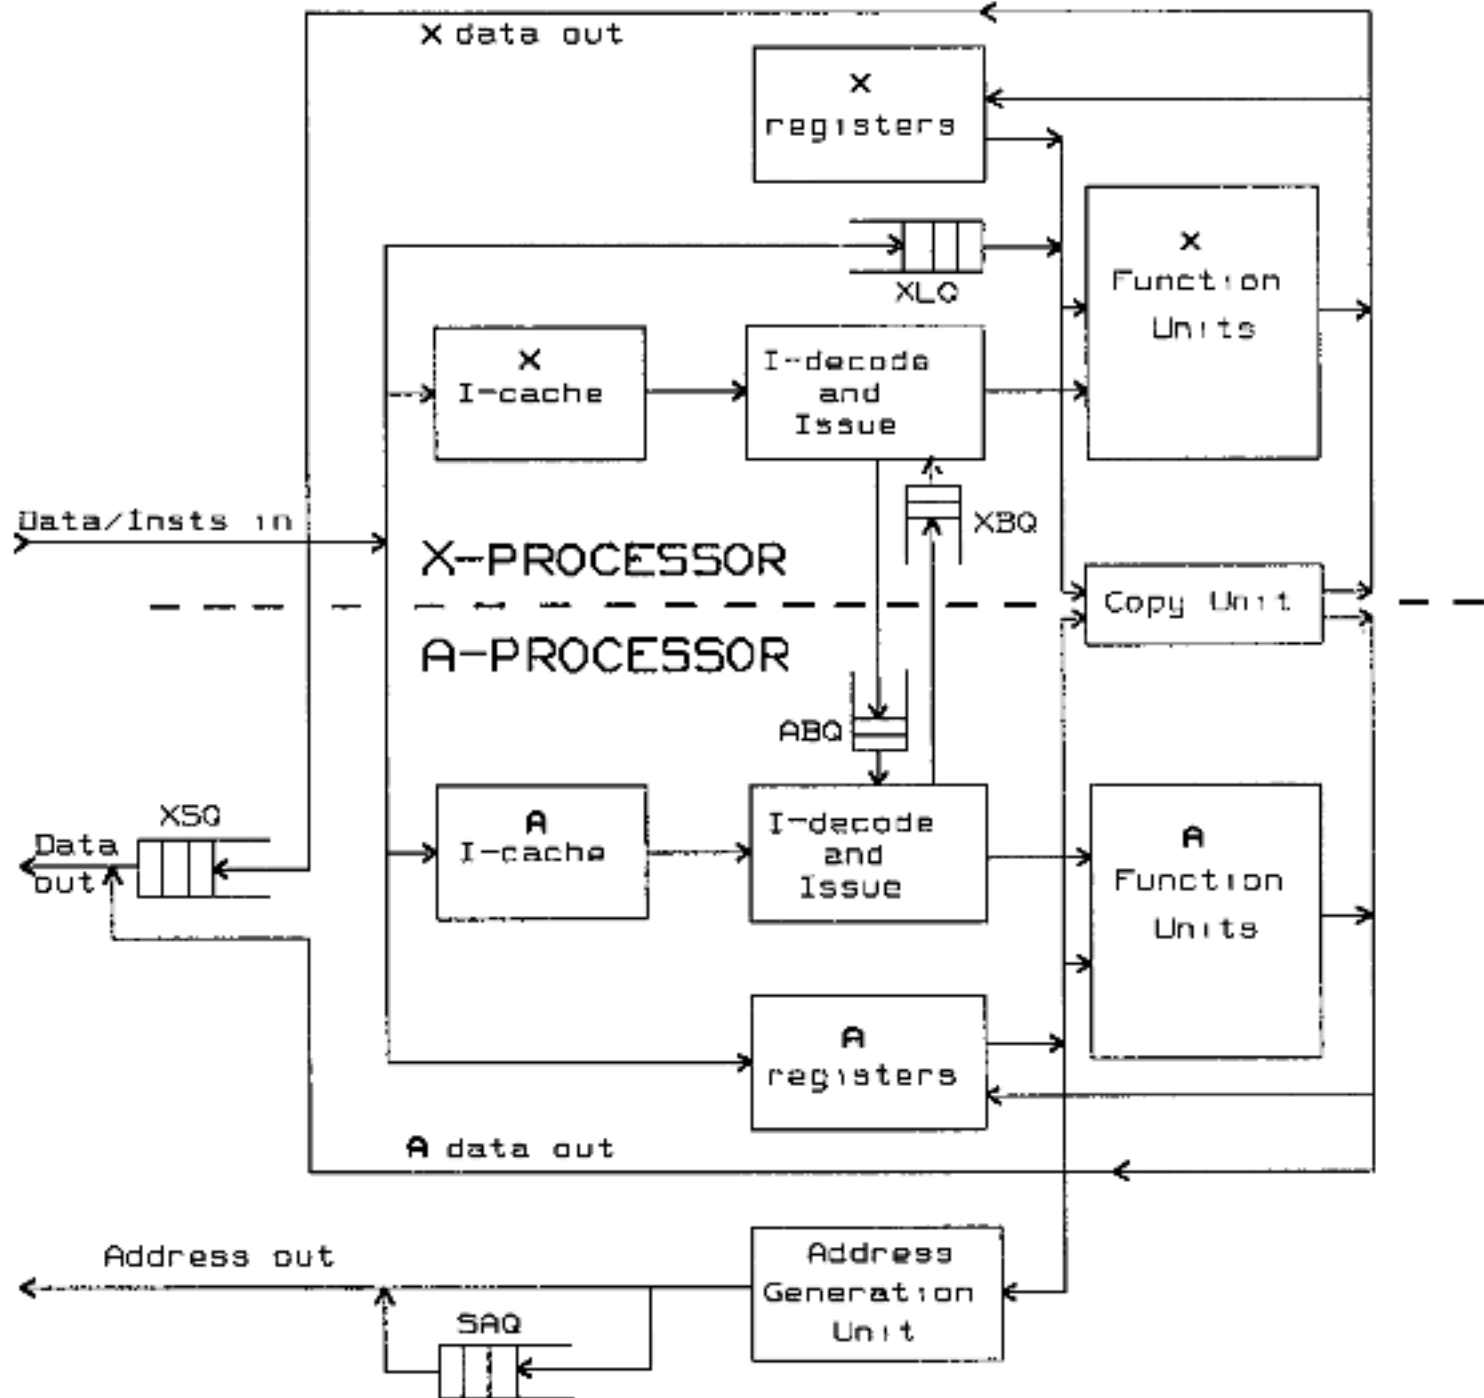 X data out
X
registers
XLQ
X
Function
Units
X
I-cache
I-decode
and
Issue
XBQ
Data/Insts in
X-PROCESSOR
Copy Unit
A-PROCESSOR
ABQ
XSQ
Data
out
A
I-cache
I-decode
and
Issue
A
Function
Units
A
registers
A data out
Address out
Address
Generation
Unit
SAQ